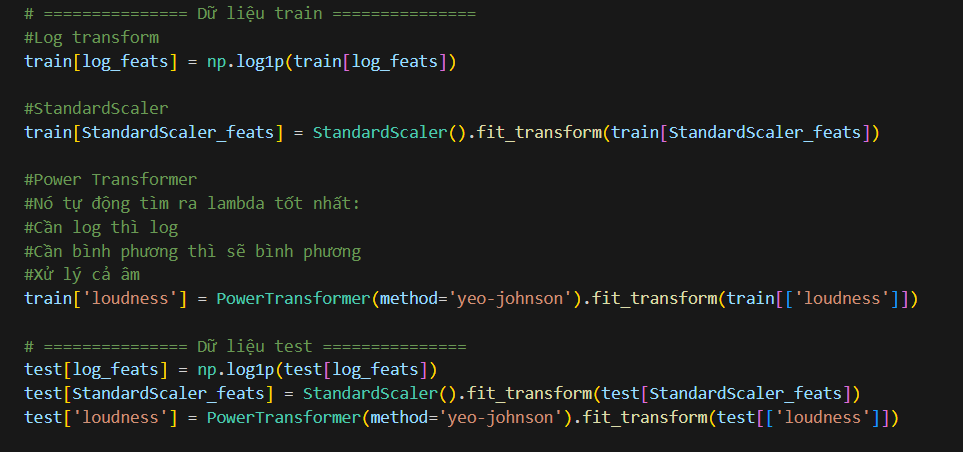 # =============== Dữ liệu train ===============
#Log transform
train[log_feats] = np.log1p(train[log_feats])
#StandardScaler
train[StandardScaler_feats] = StandardScaler().fit_transform(train[StandardScaler_feats])
#Power Transformer
#Nó tự động tìm ra lambda tốt nhất:
#Cần log thì log
#Cần bình phương thì sẽ bình phương
#Xử lý cả âm
train['loudness'] = PowerTransformer(method='yeo-johnson').fit_transform(train[['loudness']])
# =============== Dữ liệu test ===============
test[log_feats] = np.log1p(test[log_feats])
test[StandardScaler_feats] = StandardScaler().fit_transform(test[StandardScaler_feats])
test['loudness'] = PowerTransformer(method='yeo-johnson').fit_transform(test[['loudness']])